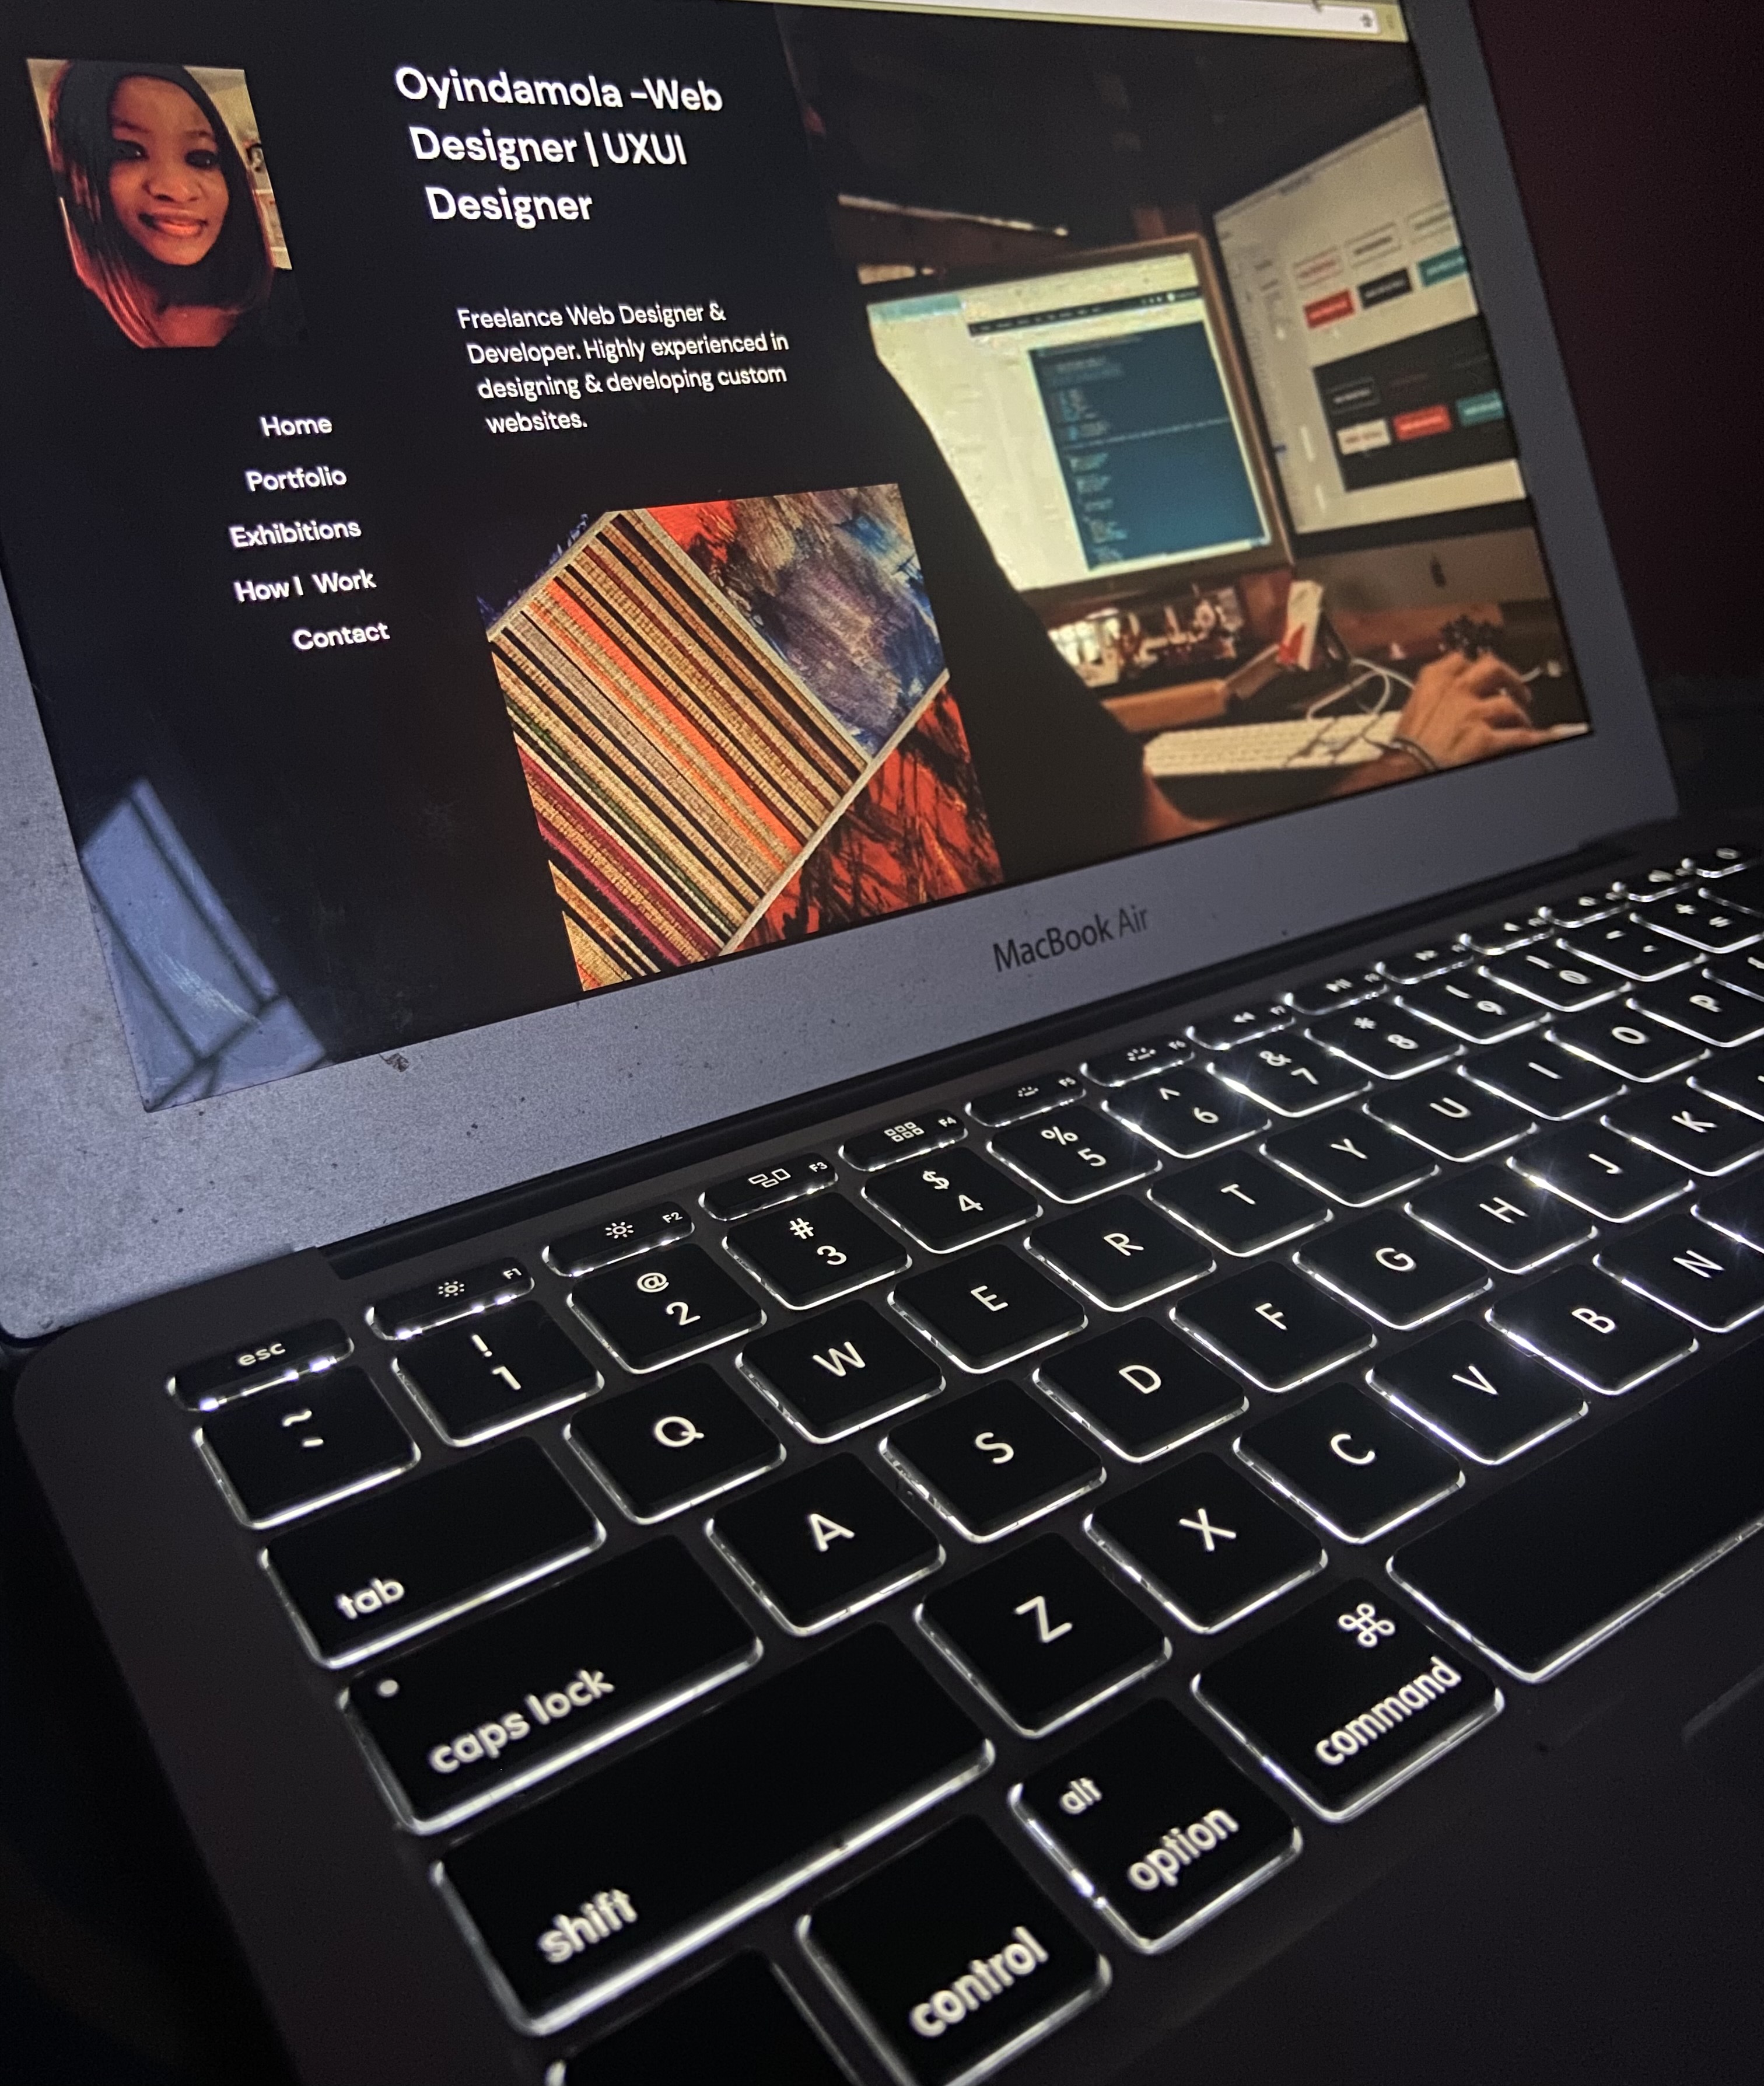 Oyindamola -Web
Designer | UXUI
Designer
Freelance Web Designer &
Developer. Highly experienced in
designing & developing custom
websites.
Home
Portfolio
Exhibitions
How I Work
Contact
MacBook Air
esc
F1
F2
F3
F4
F5
F6
F7
~
! 1
@ 2
# 3
$ 4
% 5
^ 6
& 7
* 8
9
0
tab
Q W E R T Y U I O P
caps lock
A S D F G H J K
shift
Z X C V B N
control
alt option
⌘ command